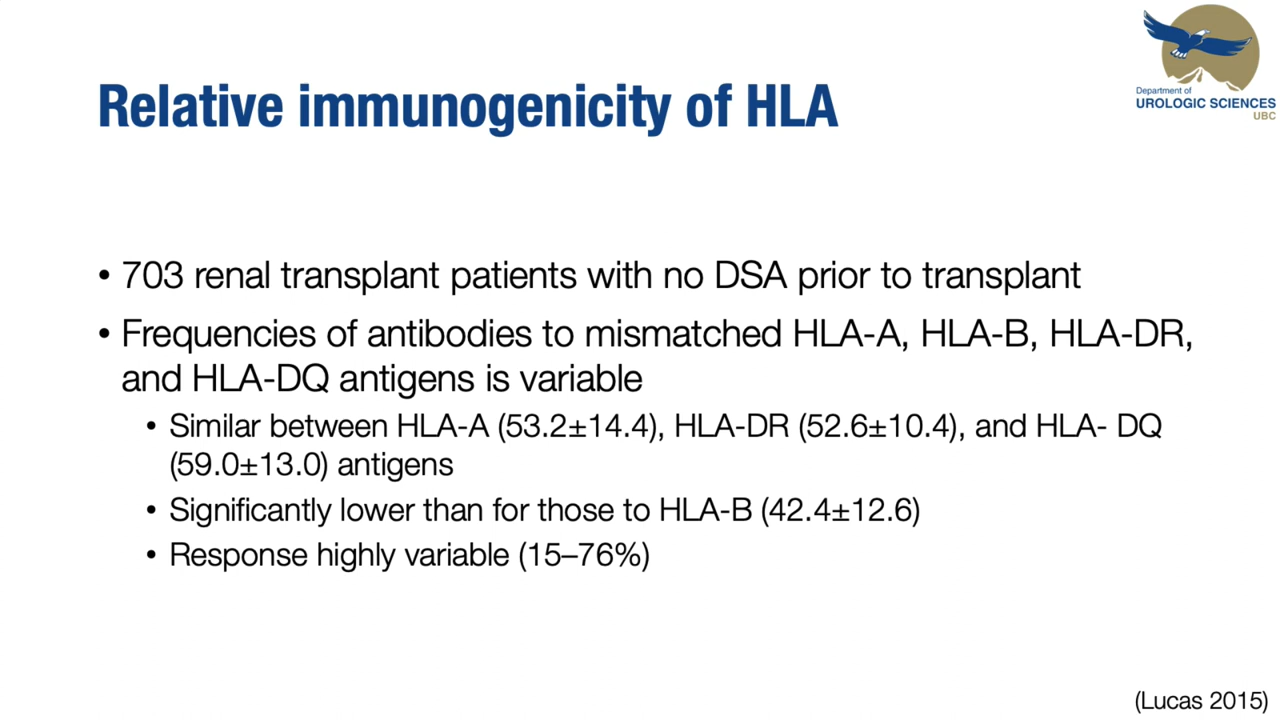 Department of
UROLOGIC SCIENCES
UBC
Relative immunogenicity of HLA
• 703 renal transplant patients with no DSA prior to transplant
• Frequencies of antibodies to mismatched HLA-A, HLA-B, HLA-DR,
and HLA-DQ antigens is variable
• Similar between HLA-A (53.2±14.4), HLA-DR (52.6±10.4), and HLA- DQ
(59.0±13.0) antigens
• Significantly lower than for those to HLA-B (42.4±12.6)
• Response highly variable (15–76%)
(Lucas 2015)